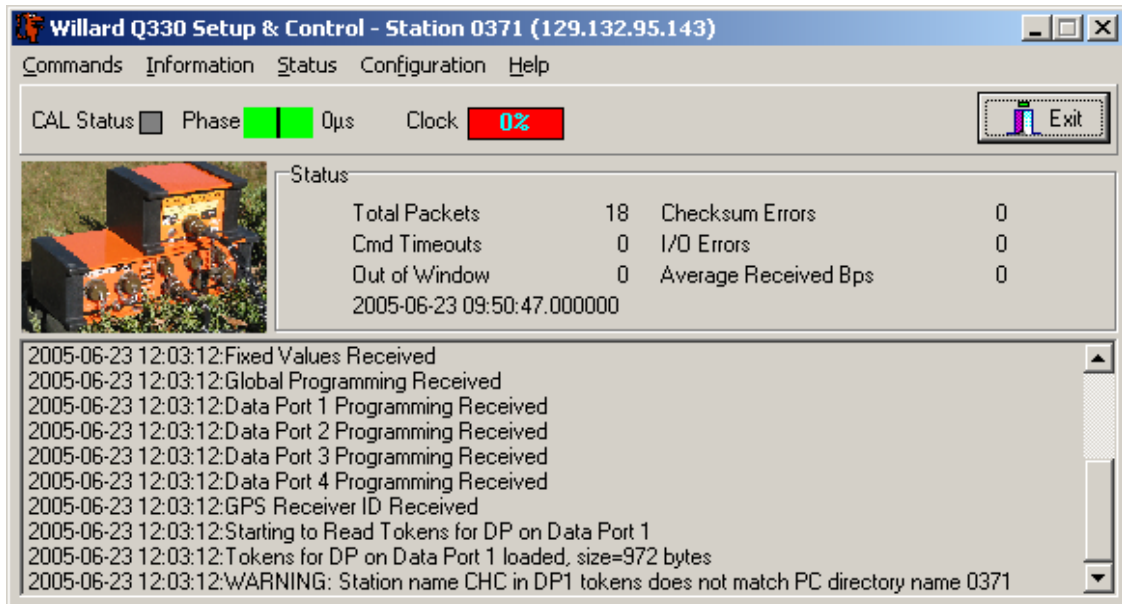 Willard Q330 Setup & Control - Station 0371 (129.132.95.143)
Commands Information Status Configuration Help
CAL Status Phase 0µs Clock 0% Exit
Status
Total Packets 18 Checksum Errors 0
Cmd Timeouts 0 I/O Errors 0
Out of Window 0 Average Received Bps 0
2005-06-23 09:50:47.000000
2005-06-23 12:03:12:Fixed Values Received
2005-06-23 12:03:12:Global Programming Received
2005-06-23 12:03:12:Data Port 1 Programming Received
2005-06-23 12:03:12:Data Port 2 Programming Received
2005-06-23 12:03:12:Data Port 3 Programming Received
2005-06-23 12:03:12:Data Port 4 Programming Received
2005-06-23 12:03:12:GPS Receiver ID Received
2005-06-23 12:03:12:Starting to Read Tokens for DP on Data Port 1
2005-06-23 12:03:12:Tokens for DP on Data Port 1 loaded, size=972 bytes
2005-06-23 12:03:12:WARNING: Station name CHC in DP1 tokens does not match PC directory name 0371